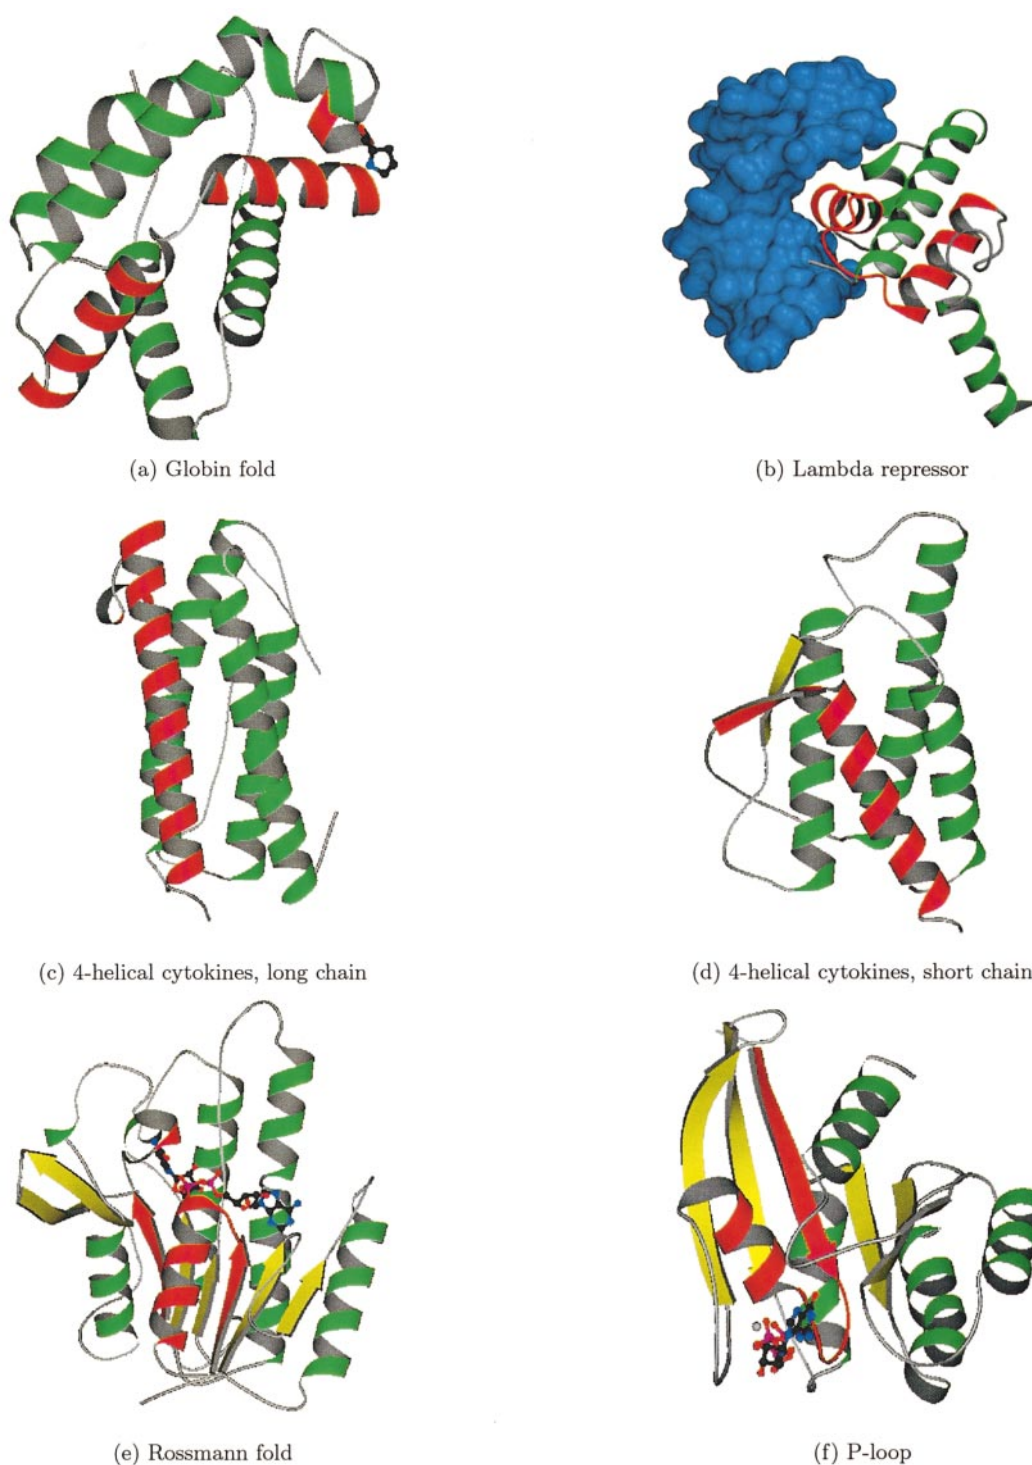 (a) Globin fold
(b) Lambda repressor
(c) 4-helical cytokines, long chain
(d) 4-helical cytokines, short chain
(e) Rossmann fold
(f) P-loop